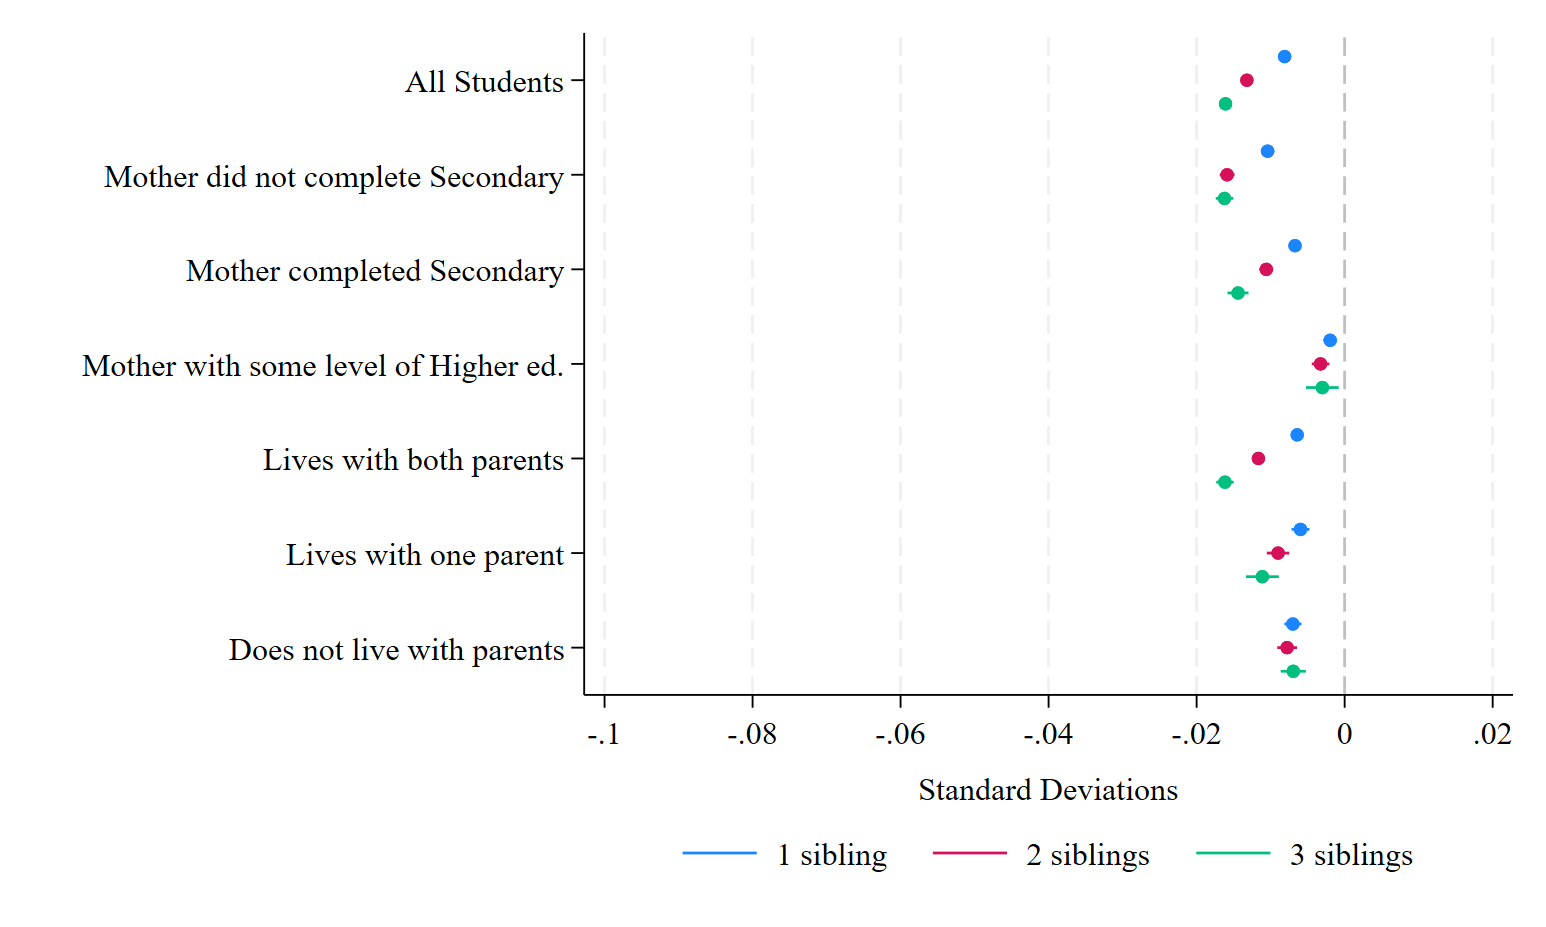 All Students
Mother did not complete Secondary
Mother completed Secondary
Mother with some level of Higher ed.
Lives with both parents
Lives with one parent
Does not live with parents
-.1 -.08 -.06 -.04 -.02 0 .02
Standard Deviations
1 sibling 2 siblings 3 siblings